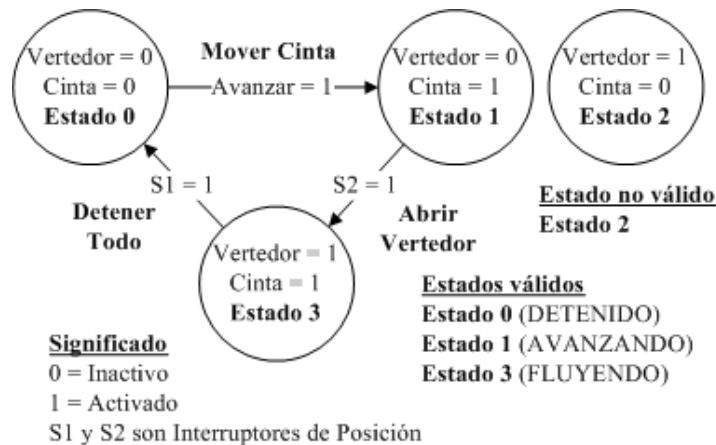 Vertedor = 0
Cinta = 0
Estado 0
Mover Cinta
Avanzar = 1
Vertedor = 0
Cinta = 1
Estado 1
Vertedor = 1
Cinta = 0
Estado 2
S1 = 1
Detener
Todo
S2 = 1
Abrir
Vertedor
Estado no válido
Estado 2
Vertedor = 1
Cinta = 1
Estado 3
Estados válidos
Estado 0 (DETENIDO)
Estado 1 (AVANZANDO)
Estado 3 (FLUYENDO)
Significado
0 = Inactivo
1 = Activado
S1 y S2 son Interruptores de Posición